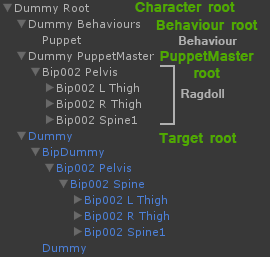 Dummy Root Character root
Dummy Behaviours Behaviour root
Puppet Behaviour
Dummy PuppetMaster PuppetMaster
Bip002 Pelvis root
Bip002 L Thigh
Bip002 R Thigh Ragdoll
Bip002 Spine1
Dummy Target root
BipDummy
Bip002 Pelvis
Bip002 Spine
Bip002 L Thigh
Bip002 R Thigh
Bip002 Spine1
Dummy